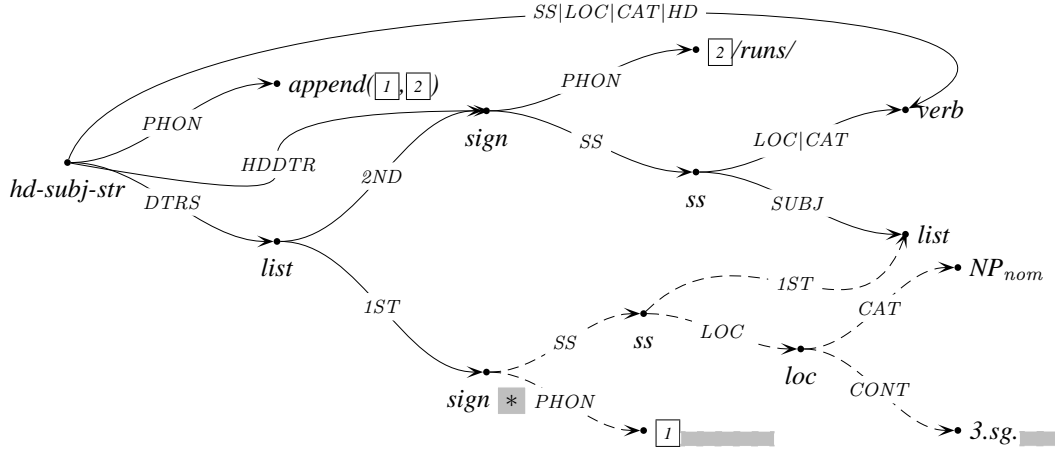 SS|LOC|CAT|HD
2 /runs/
PHON
append( 1 , 2 )
PHON
verb
sign
LOC|CAT
SS
HDDTR
2ND
hd-subj-str
ss
DTRS
SUBJ
list
list
NP nom
1ST
1ST
CAT
SS
ss
LOC
loc
CONT
sign *
PHON
1
3.sg.